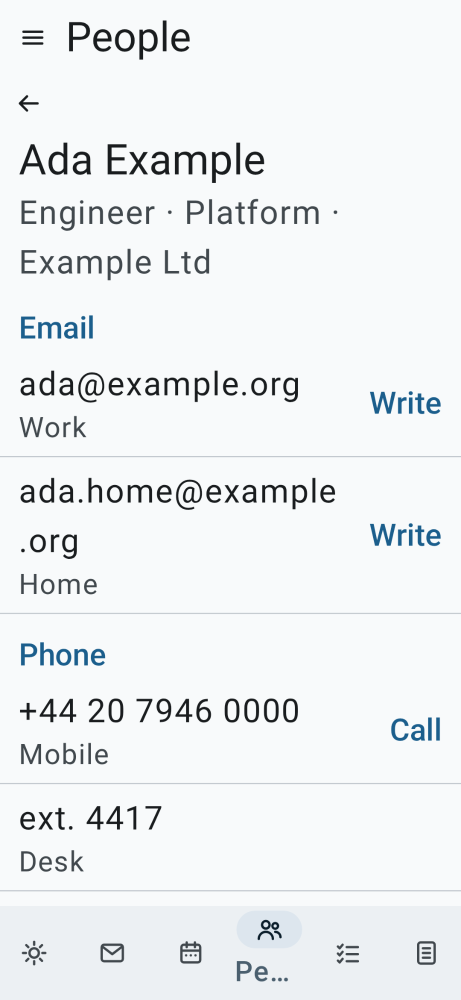 People
Ada Example
Engineer · Platform ·
Example Ltd
Email
ada@example.org
Write
Work
ada.home@example
.org
Write
Home
Phone
+44 20 7946 0000
Call
Mobile
ext. 4417
Desk
Pe…